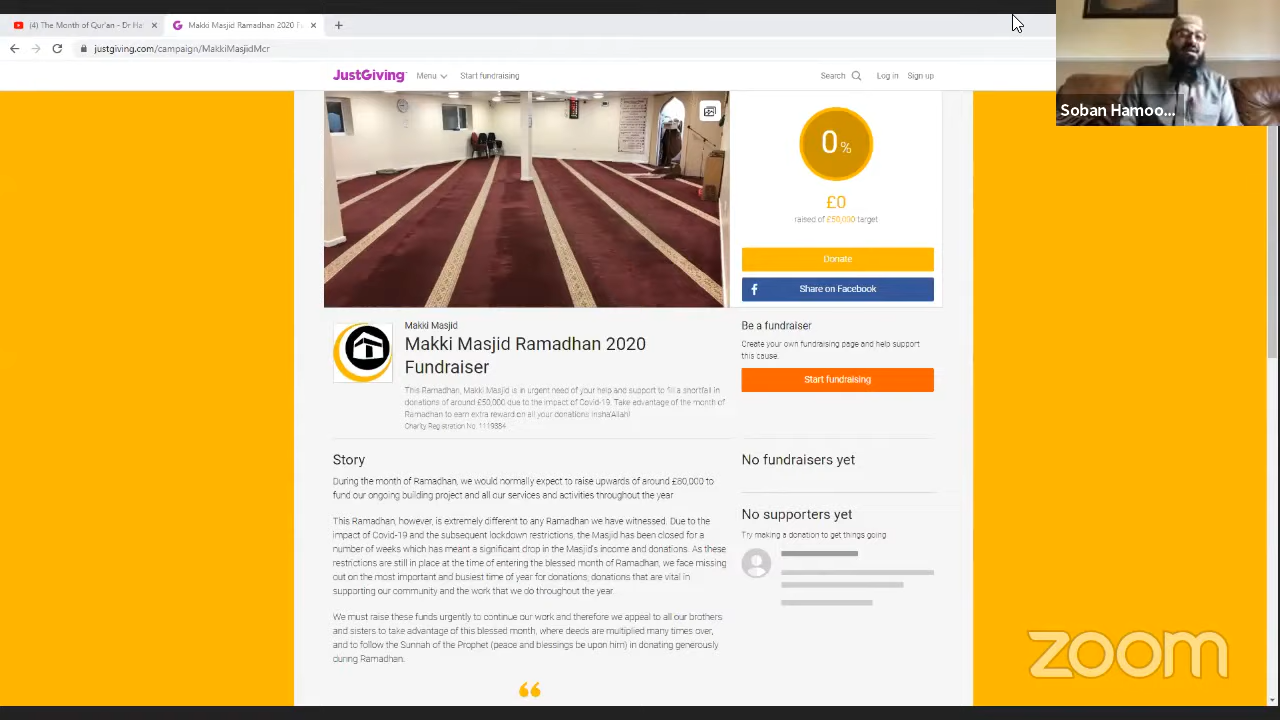 (4) The Month of Qur'an - Dr Ha
Makki Masjid Ramadhan 2020 F
justgiving.com/campaign/MakkiMasjidMcr
JustGiving
Menu
Start fundraising
Search
Log in
Sign up
Soban Hamoo...
0 %
£0
raised of £50,000 target
Donate
Share on Facebook
Makki Masjid
Makki Masjid Ramadhan 2020
Fundraiser
This Ramadhan, Makki Masjid is in urgent need of your help and support to fill a shortfall in
donations of around £50,000 due to the impact of Covid-19. Take advantage of the month of
Ramadhan to earn extra reward on all your donations Insha'Allah!
Charity Registration No. 1119884
Be a fundraiser
Create your own fundraising page and help support
this cause.
Start fundraising
Story
During the month of Ramadhan, we would normally expect to raise upwards of around £80,000 to
fund our ongoing building project and all our services and activities throughout the year
This Ramadhan, however, is extremely different to any Ramadhan we have witnessed. Due to the
impact of Covid-19 and the subsequent lockdown restrictions, the Masjid has been closed for a
number of weeks which has meant a significant drop in the Masjid's income and donations. As these
restrictions are still in place at the time of entering the blessed month of Ramadhan, we face missing
out on the most important and busiest time of year for donations, donations that are vital in
supporting our community and the work that we do throughout the year.
We must raise these funds urgently to continue our work and therefore we appeal to all our brothers
and sisters to take advantage of this blessed month, where deeds are multiplied many times over,
and to follow the Sunnah of the Prophet (peace and blessings be upon him) in donating generously
during Ramadhan.
No fundraisers yet
No supporters yet
Try making a donation to get things going
zoom